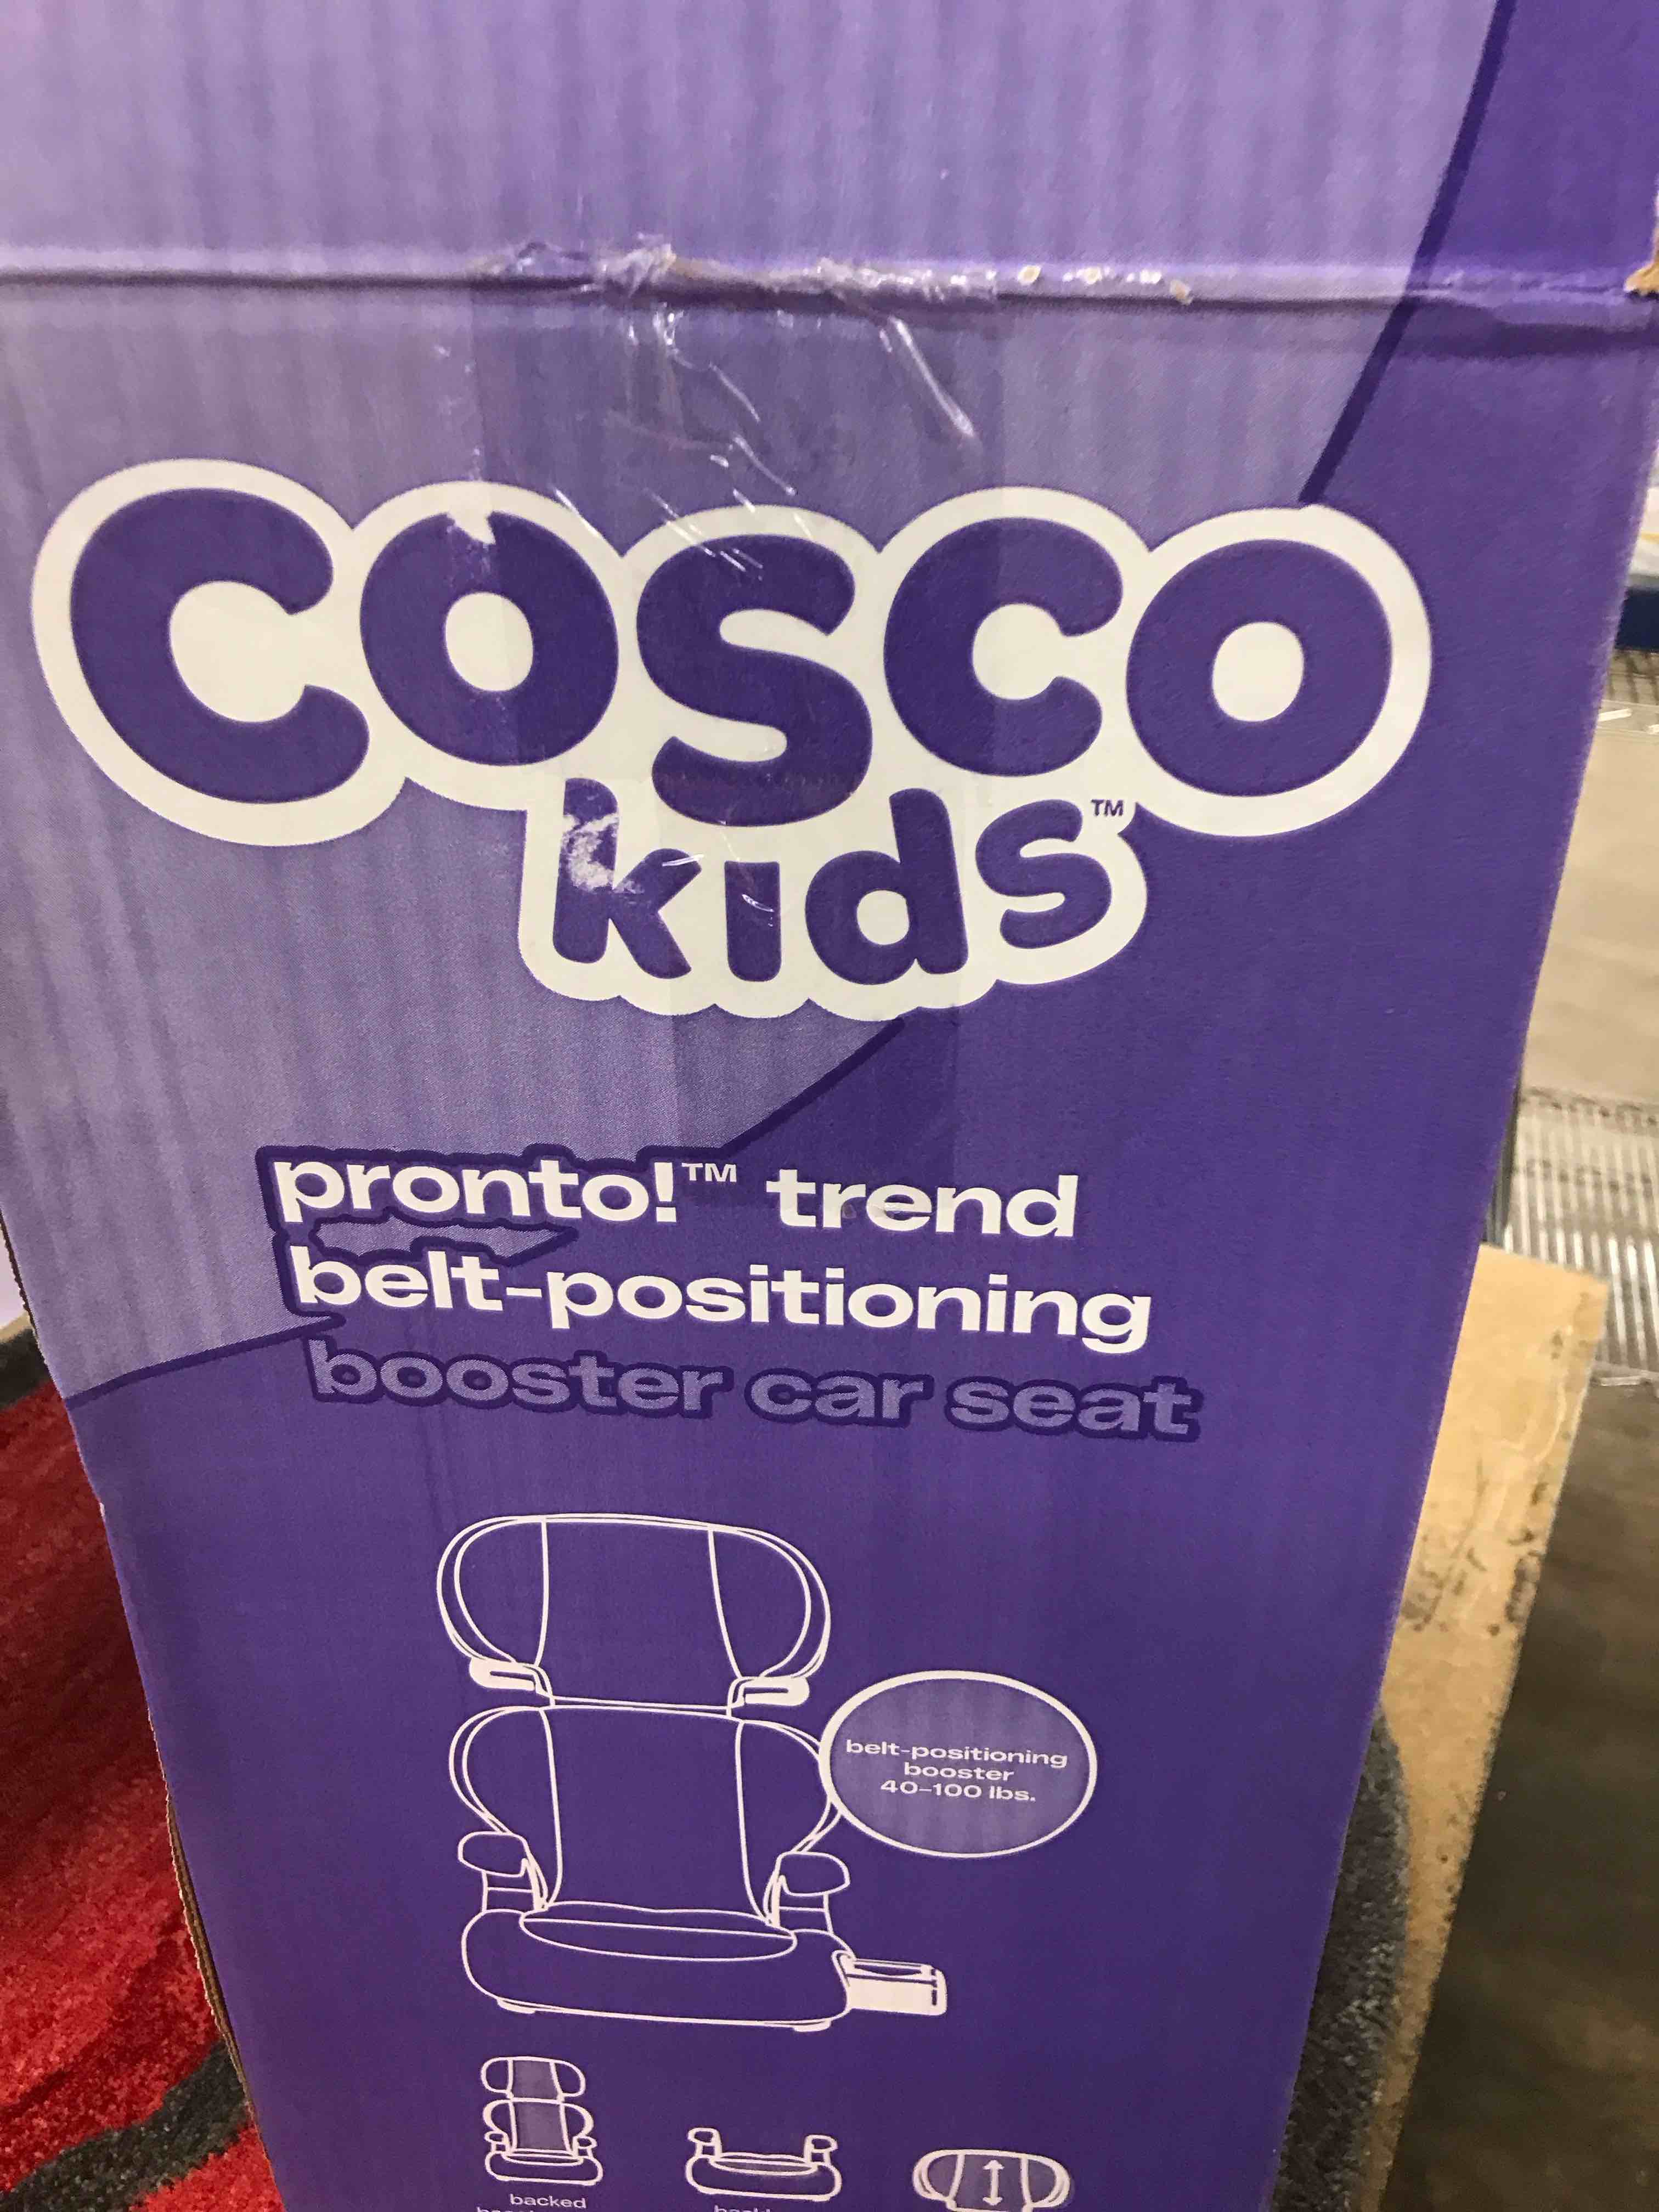 cosco
kids™
pronto!™ trend
belt-positioning
booster car seat
belt-positioning
booster
40-100 lbs.
backed